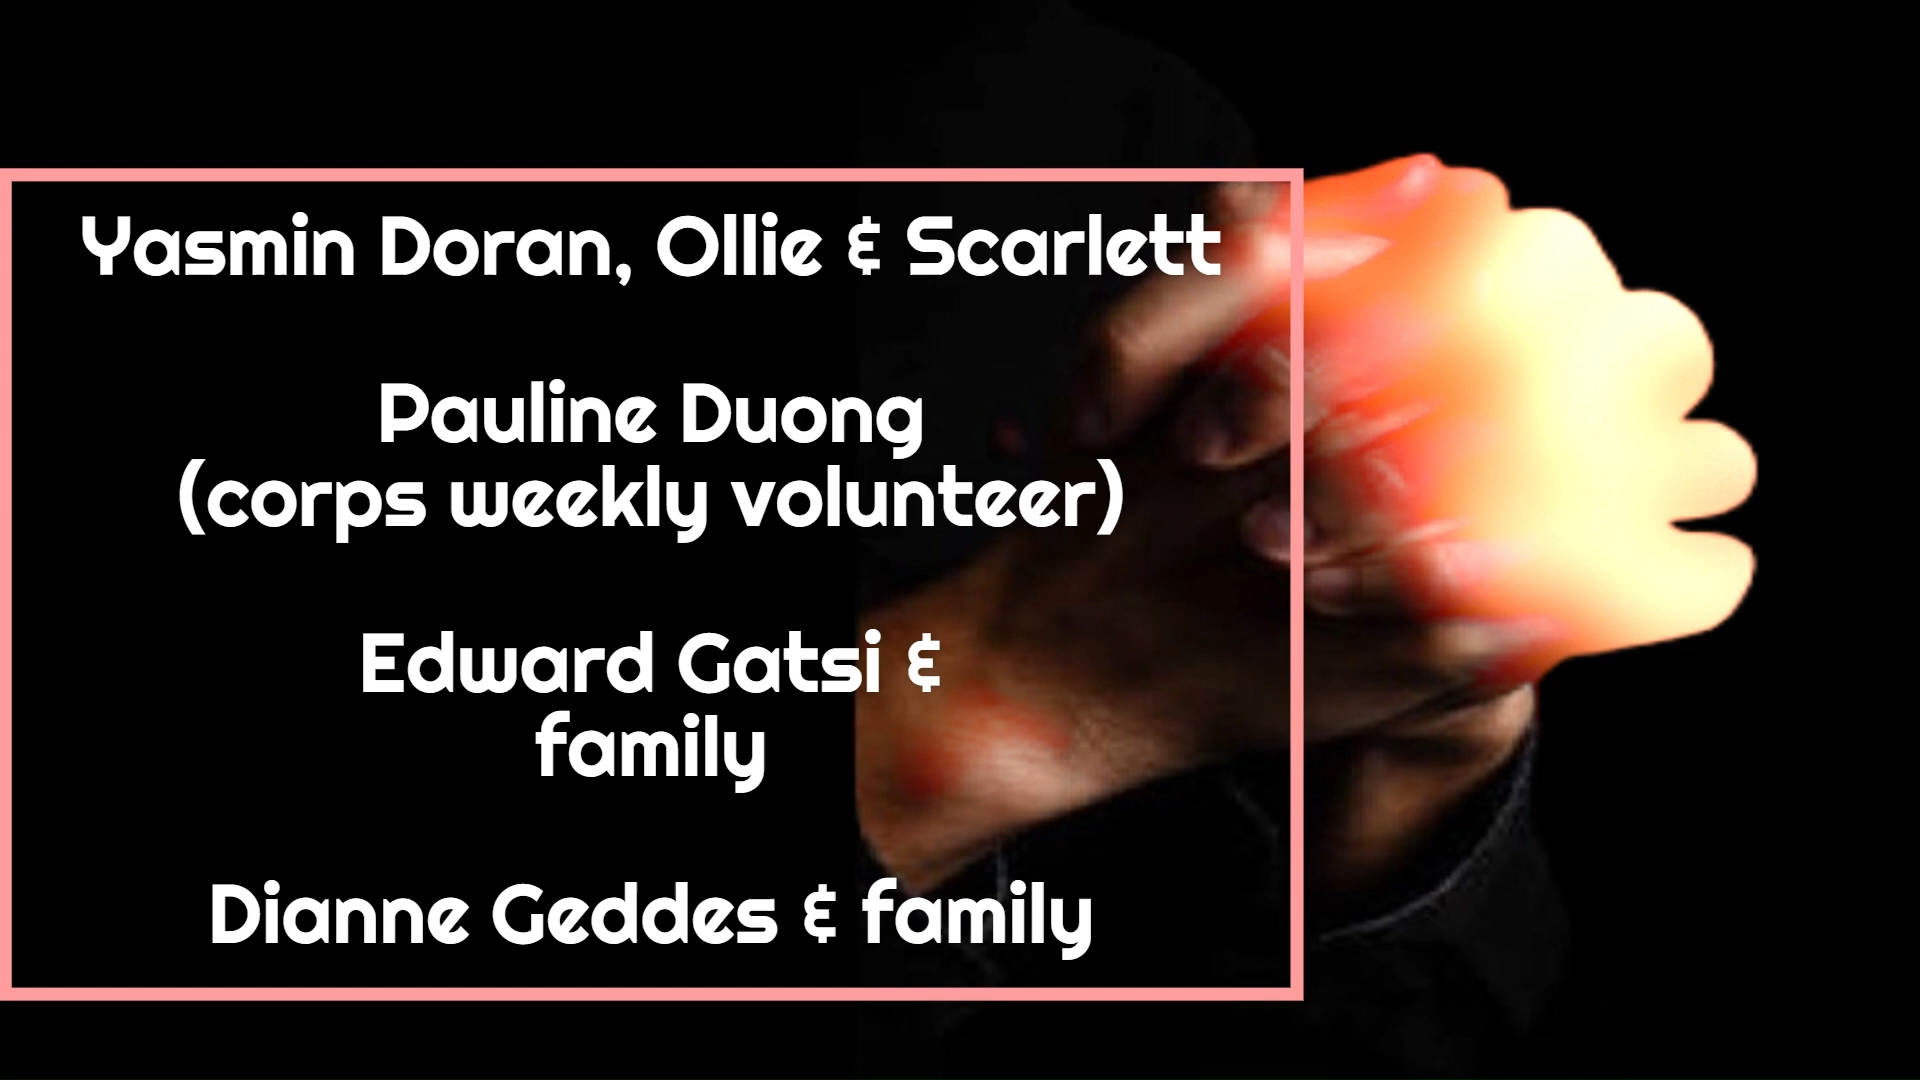 Yasmin Doran, Ollie & Scarlett
Pauline Duong
(corps weekly volunteer)
Edward Gatsi &
family
Dianne Geddes & family